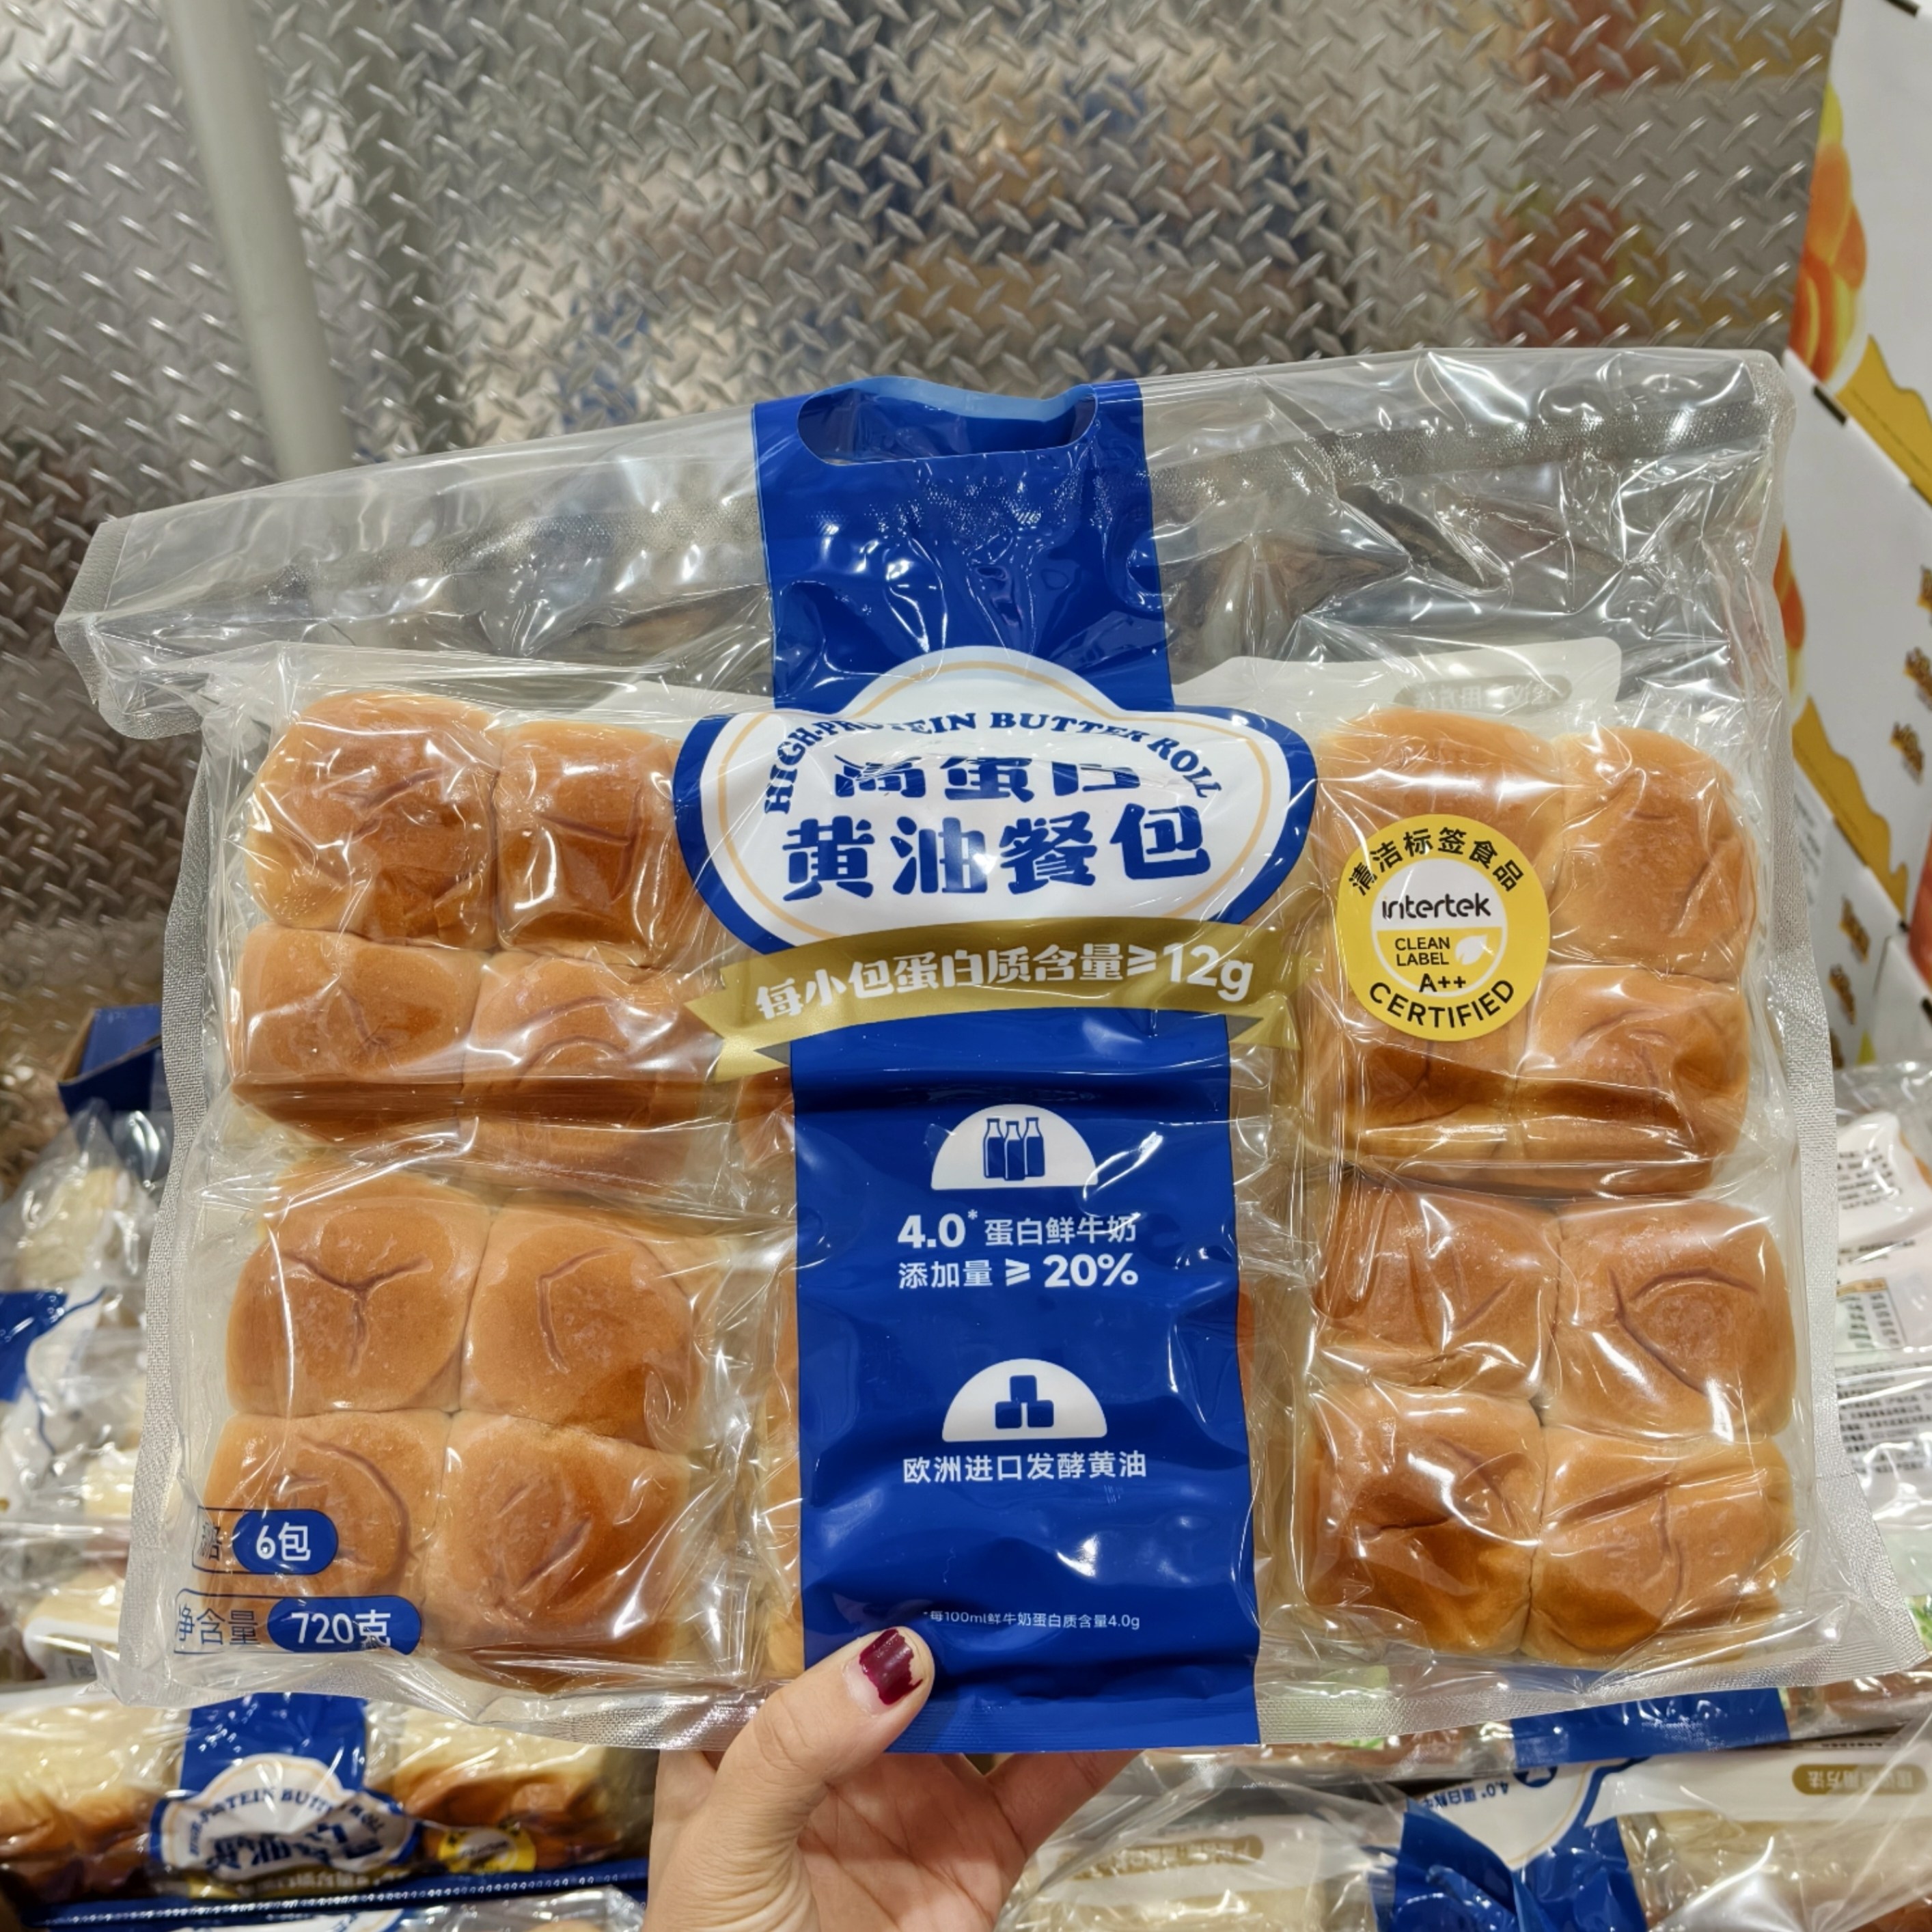 HIGH-PROTEIN BUTTER ROLL
高蛋白
黄油餐包
每小包蛋白质含量≥12g
清洁标签食品
intertek
CLEAN
LABEL
A++
CERTIFIED
4.0*蛋白鲜牛奶
添加量≥20%
欧洲进口发酵黄油
6包
净含量 720克
*每100ml鲜牛奶蛋白质含量4.0g